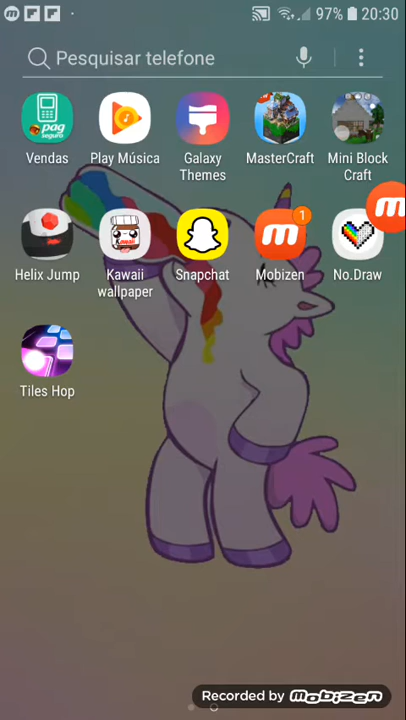 97% 20:30
Pesquisar telefone
pag
seguro
Vendas
Play Música
Galaxy
Themes
MasterCraft
Mini Block
Craft
Helix Jump
Kawaii
Kawaii
wallpaper
Snapchat
1
Mobizen
No.Draw
Tiles Hop
Recorded by mobizen